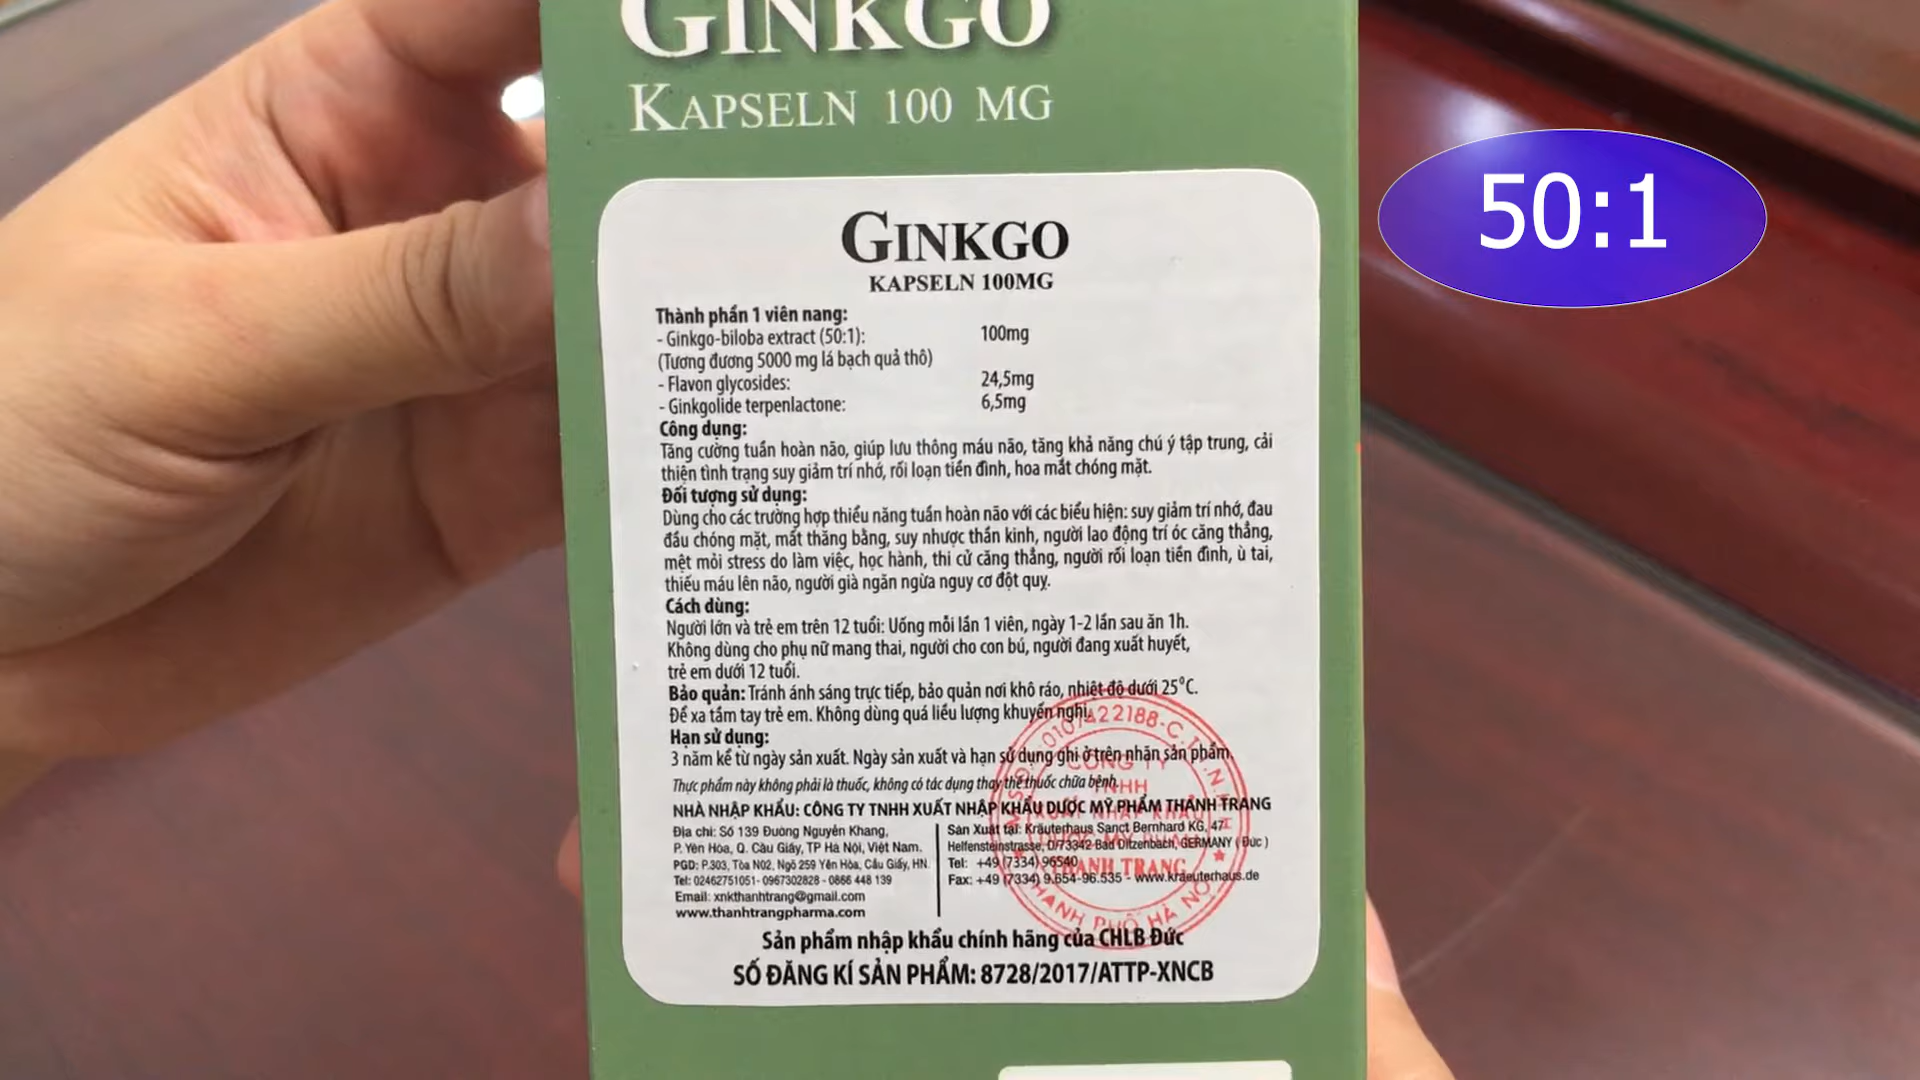 GINKGO
KAPSELN 100 MG
50:1
GINKGO
KAPSELN 100MG
Thành phần 1 viên nang:
- Ginkgo-biloba extract (50:1): 100mg
(Tương đương 5000 mg lá bạch quả thô)
- Flavon glycosides: 24,5mg
- Ginkgolide terpenlactone: 6,5mg
Công dụng:
Tăng cường tuần hoàn não, giúp lưu thông máu não, tăng khả năng chú ý tập trung, cải
thiện tình trạng suy giảm trí nhớ, rối loạn tiền đình, hoa mắt chóng mặt.
Đối tượng sử dụng:
Dùng cho các trường hợp thiểu năng tuần hoàn não với các biểu hiện: suy giảm trí nhớ, đau
đầu chóng mặt, mất thăng bằng, suy nhược thần kinh, người lao động trí óc căng thẳng,
mệt mỏi stress do làm việc, học hành, thi cử căng thẳng, người rối loạn tiền đình, ù tai,
thiếu máu lên não, người già ngăn ngừa nguy cơ đột quỵ.
Cách dùng:
Người lớn và trẻ em trên 12 tuổi: Uống mỗi lần 1 viên, ngày 1-2 lần sau ăn 1h.
Không dùng cho phụ nữ mang thai, người cho con bú, người đang xuất huyết,
trẻ em dưới 12 tuổi.
Bảo quản: Tránh ánh sáng trực tiếp, bảo quản nơi khô ráo, nhiệt độ dưới 25°C.
Để xa tầm tay trẻ em. Không dùng quá liều lượng khuyến nghị.
Hạn sử dụng:
3 năm kể từ ngày sản xuất. Ngày sản xuất và hạn sử dụng ghi ở trên nhãn sản phẩm.
Thực phẩm này không phải là thuốc, không có tác dụng thay thế thuốc chữa bệnh.
NHÀ NHẬP KHẨU: CÔNG TY TNHH XUẤT NHẬP KHẨU DƯỢC MỸ PHẨM THÀNH TRANG
Địa chỉ: Số 139 Đường Nguyễn Khang,
P. Yên Hòa, Q. Cầu Giấy, TP Hà Nội, Việt Nam.
PGD: P.303, Tòa N02, Ngõ 259 Yên Hòa, Cầu Giấy, HN.
Tel: 02462751051- 0967302828 - 0866 448 139
Email: xnkthanhtrang@gmail.com
www.thanhtrangpharma.com
Sản Xuất tại: Kräuterhaus Sanct Bernhard KG, 47
Helfensteinstrasse, D/73342 Bad Ditzenbach, GERMANY ( Đức )
Tel: +49 (7334) 96540
Fax: +49 (7334) 9.654-96.535 - www.kraeuterhaus.de
CÔNG TY
TNHH
XUẤT NHẬP KHẨU
DƯỢC MỸ PHẨM
THÀNH TRANG
THÀNH PHỐ HÀ NỘI
Sản phẩm nhập khẩu chính hãng của CHLB Đức
SỐ ĐĂNG KÍ SẢN PHẨM: 8728/2017/ATTP-XNCB